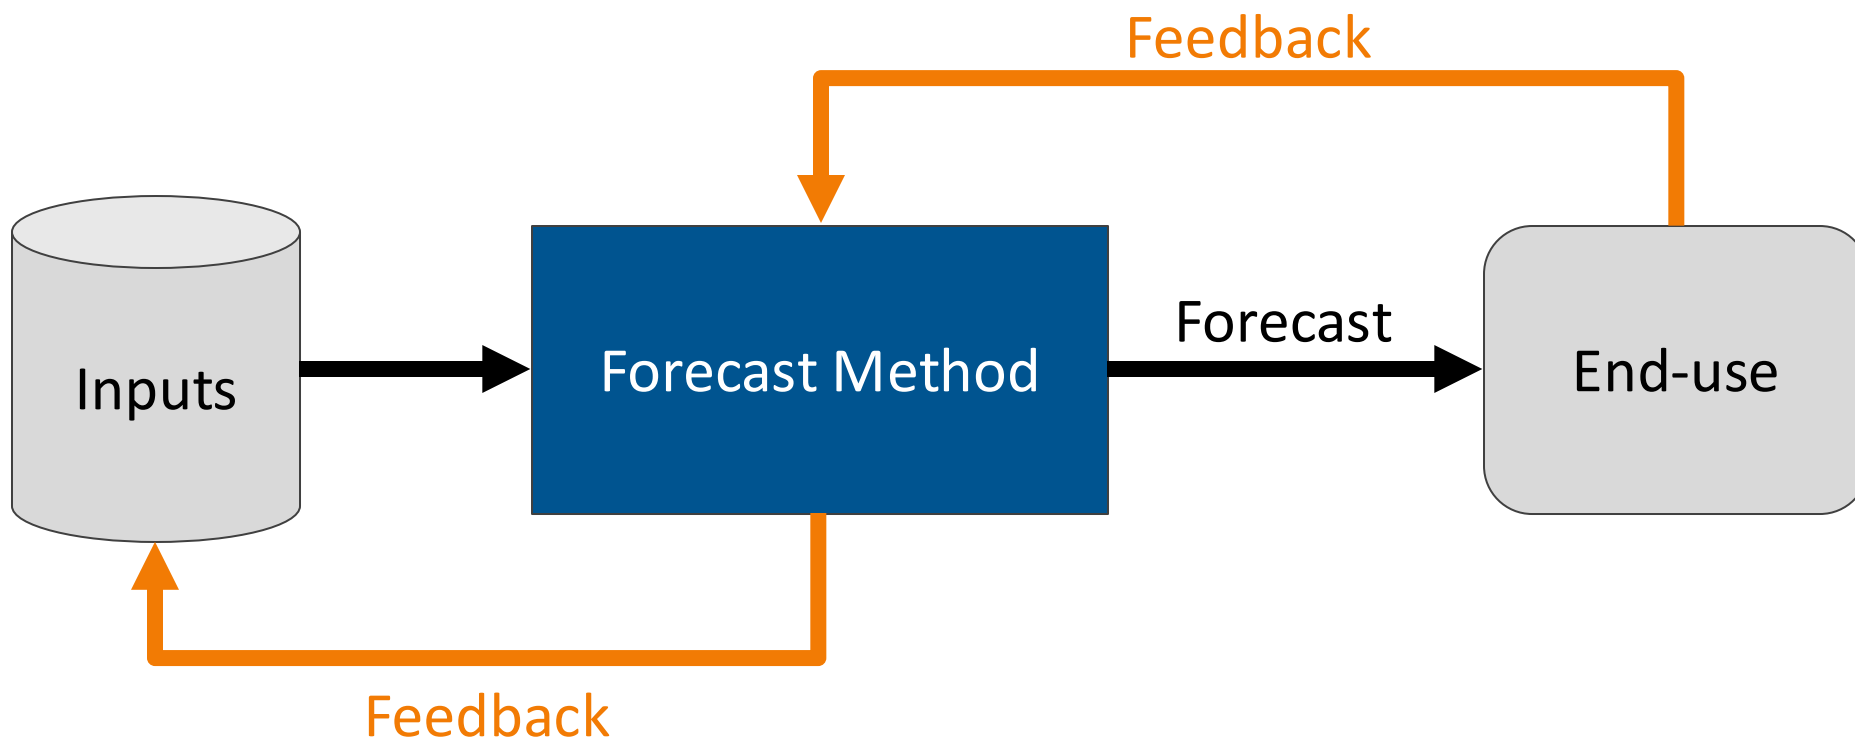 Feedback
Inputs
Forecast Method
Forecast
End-use
Feedback